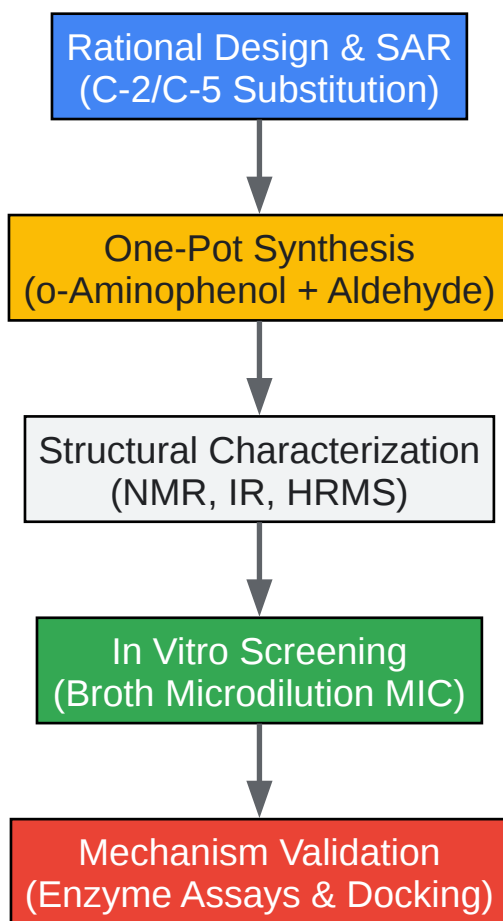 Rational Design & SAR
(C-2/C-5 Substitution)
One-Pot Synthesis
(o-Aminophenol + Aldehyde)
Structural Characterization
(NMR, IR, HRMS)
In Vitro Screening
(Broth Microdilution MIC)
Mechanism Validation
(Enzyme Assays & Docking)